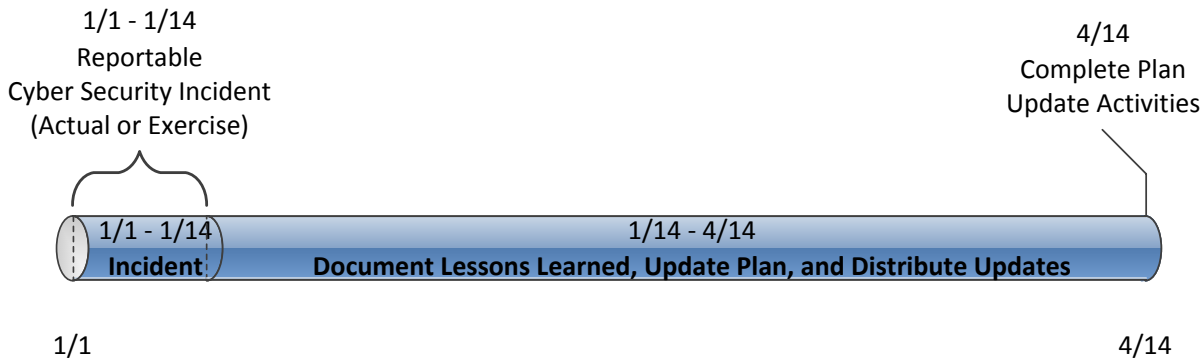 1/1 - 1/14
Reportable
Cyber Security Incident
(Actual or Exercise)
4/14
Complete Plan
Update Activities
1/1 - 1/14
Incident
1/14 - 4/14
Document Lessons Learned, Update Plan, and Distribute Updates
1/1
4/14